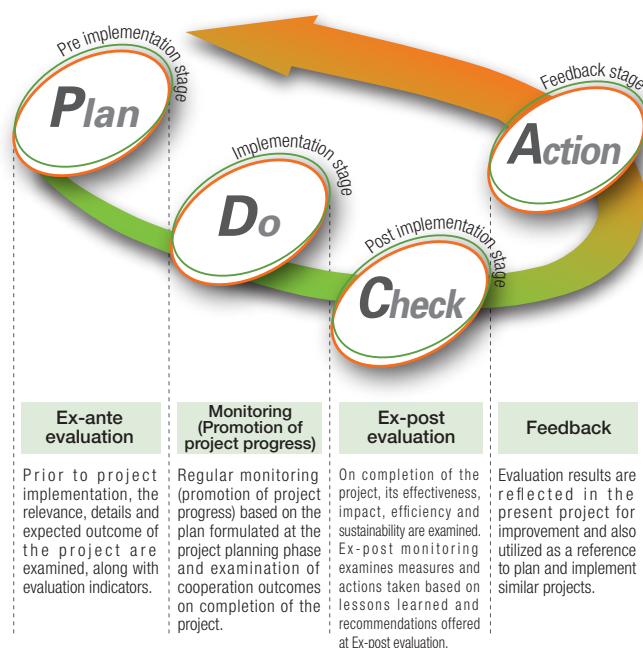 Pre implementation stage
Plan
Implementation stage
Do
Post implementation stage
Check
Feedback stage
Action
Ex-ante
evaluation
Prior to project
implementation, the
relevance, details and
expected outcome of
the project are
examined, along with
evaluation indicators.
Monitoring
(Promotion of
project progress)
Regular monitoring
(promotion of project
progress) based on the
plan formulated at the
project planning phase
and examination of
cooperation outcomes
on completion of the
project.
Ex-post
evaluation
On completion of the
project, its effectiveness,
impact, efficiency and
sustainability are examined.
Ex-post monitoring
examines measures and
actions taken based on
lessons learned and
recommendations offered
at Ex-post evaluation.
Feedback
Evaluation results are
reflected in the
present project for
improvement and also
utilized as a reference
to plan and implement
similar projects.